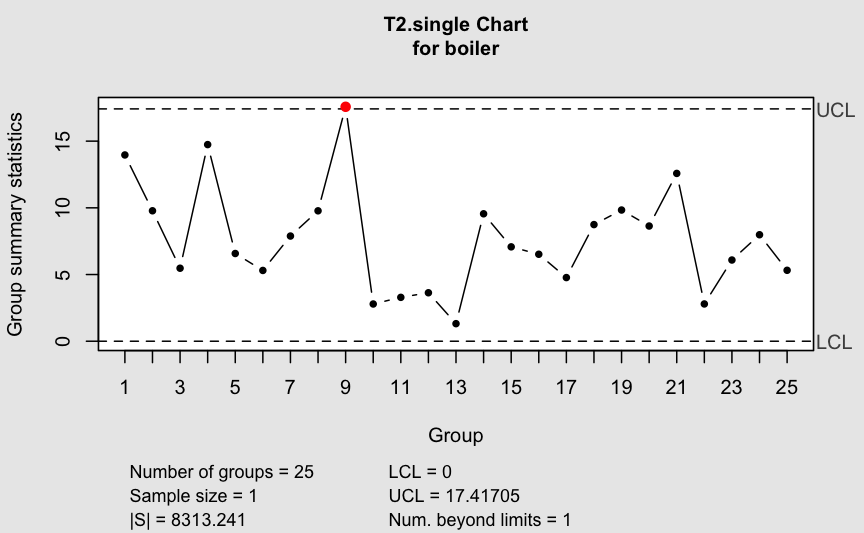 T2.single Chart
for boiler
Group summary statistics
15
10
5
0
UCL
LCL
1 3 5 7 9 11 13 15 17 19 21 23 25
Group
Number of groups = 25
Sample size = 1
|S| = 8313.241
LCL = 0
UCL = 17.41705
Num. beyond limits = 1